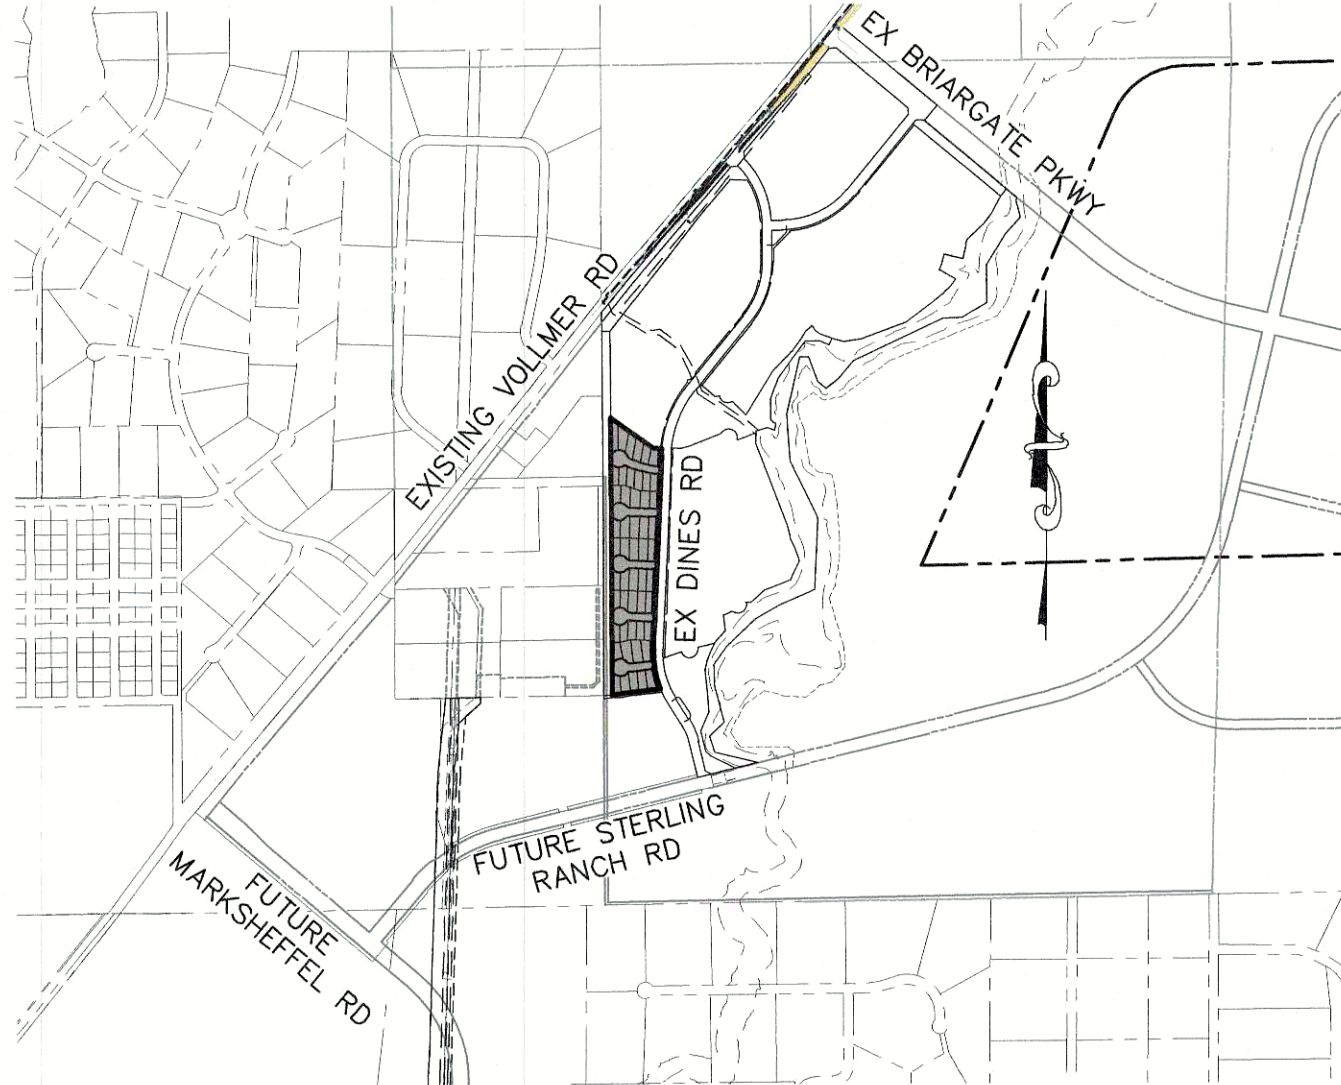 EX BRIARGATE PKWY
EXISTING VOLLMER RD
EX DINES RD
FUTURE STERLING
RANCH RD
FUTURE
MARKSHEFFEL RD